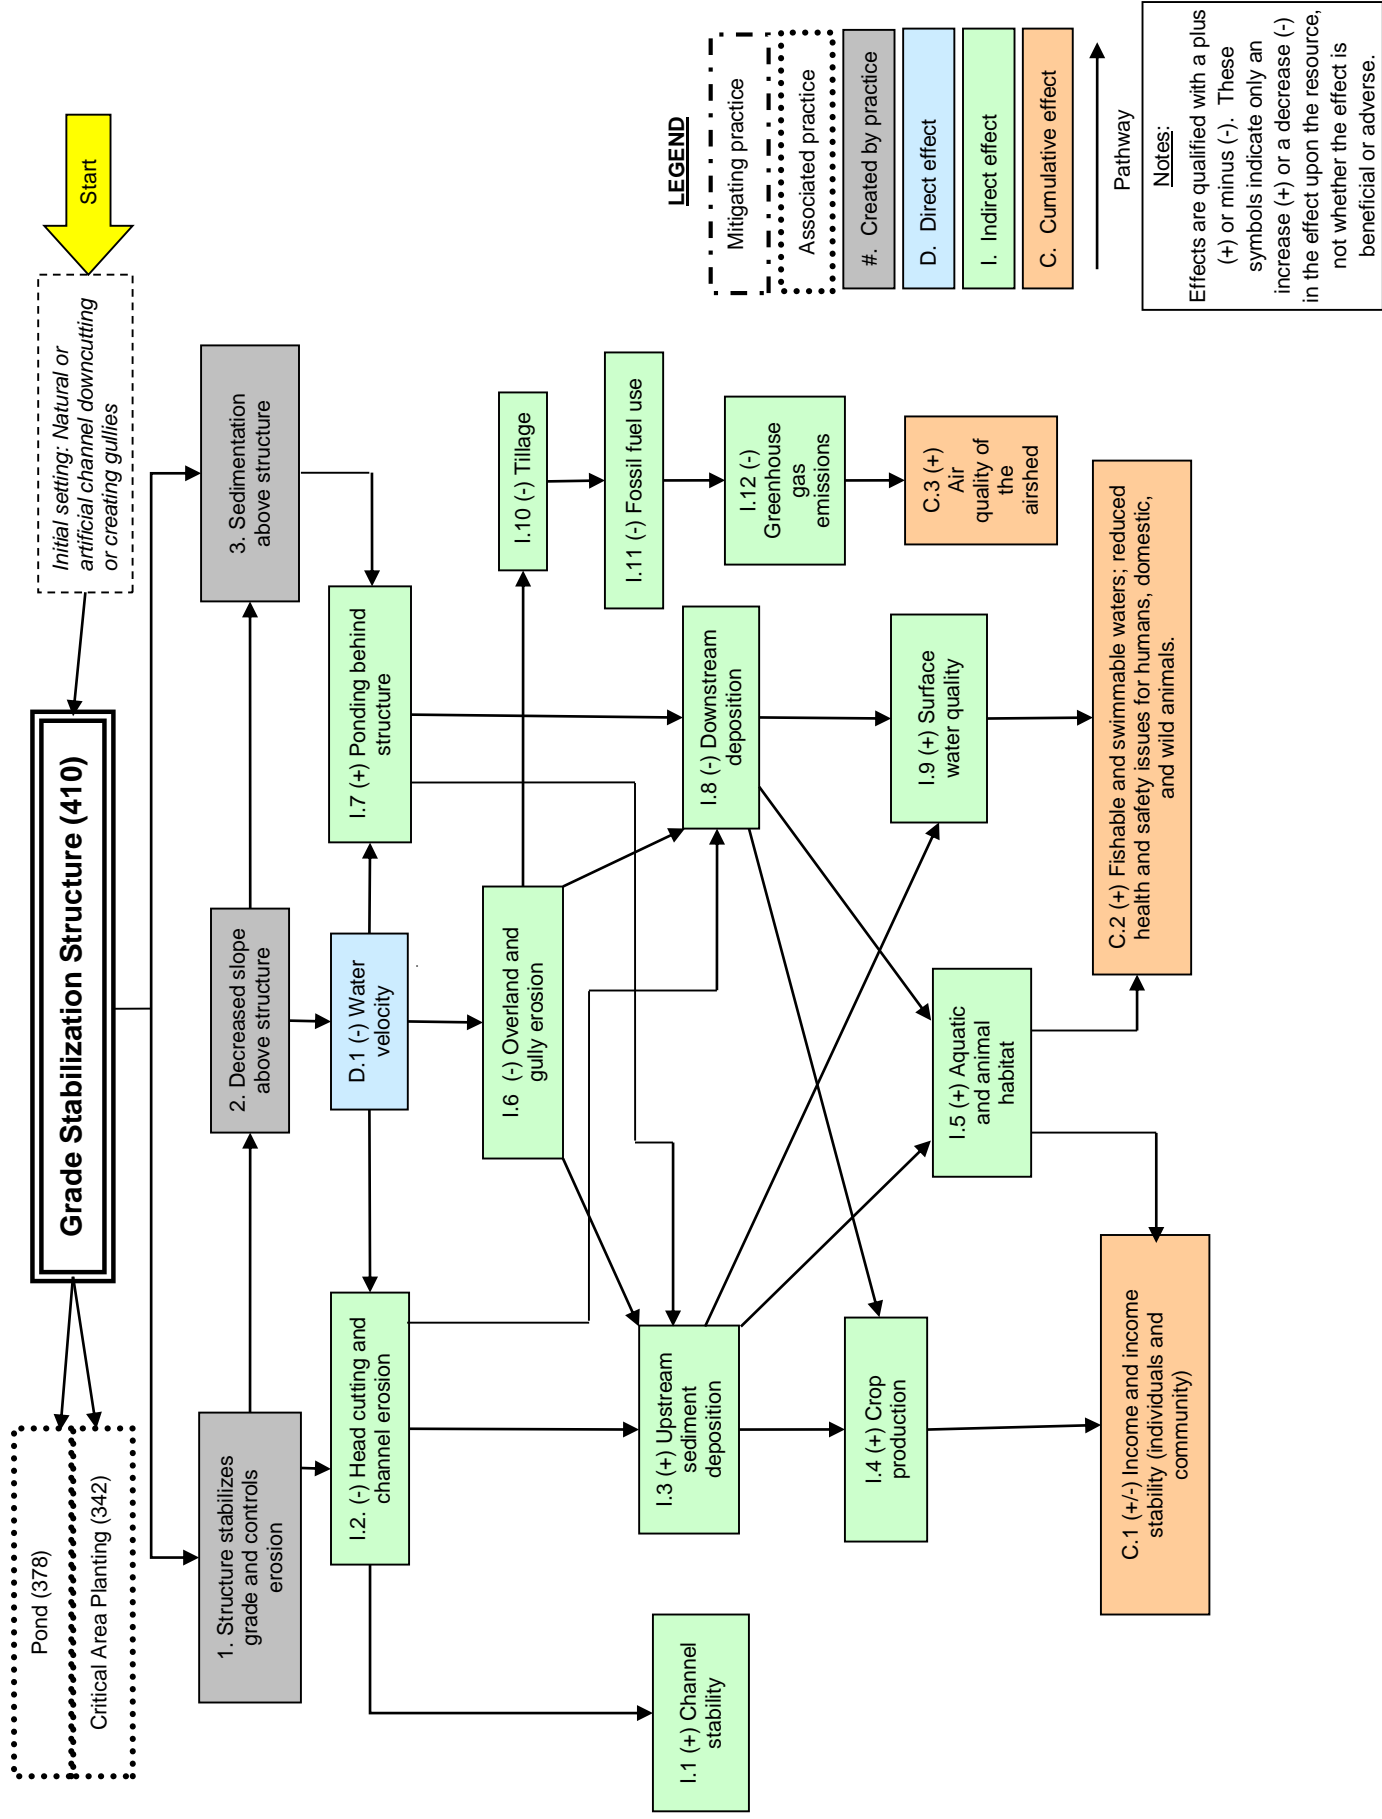 Start
Initial setting: Natural or
artificial channel downcutting
or creating gullies
Grade Stabilization Structure (410)
Pond (378)
Critical Area Planting (342)
1. Structure stabilizes
grade and controls
erosion
2. Decreased slope
above structure
3. Sedimentation
above structure
I.2. (-) Head cutting and
channel erosion
D.1 (-) Water
velocity
I.7 (+) Ponding behind
structure
I.6 (-) Overland and
gully erosion
I.10 (-) Tillage
I.1 (+) Channel
stability
I.3 (+) Upstream
sediment
deposition
I.8 (-) Downstream
deposition
I.11 (-) Fossil fuel use
I.4 (+) Crop
production
I.5 (+) Aquatic
and animal
habitat
I.9 (+) Surface
water quality
I.12 (-)
Greenhouse
gas
emissions
C.3 (+)
Air
quality of
the
airshed
C.1 (+/-) Income and income
stability (individuals and
community)
C.2 (+) Fishable and swimmable waters; reduced
health and safety issues for humans, domestic,
and wild animals.
LEGEND
Mitigating practice
Associated practice
#. Created by practice
D. Direct effect
I. Indirect effect
C. Cumulative effect
Pathway
Notes:
Effects are qualified with a plus
(+) or minus (-). These
symbols indicate only an
increase (+) or a decrease (-)
in the effect upon the resource,
not whether the effect is
beneficial or adverse.